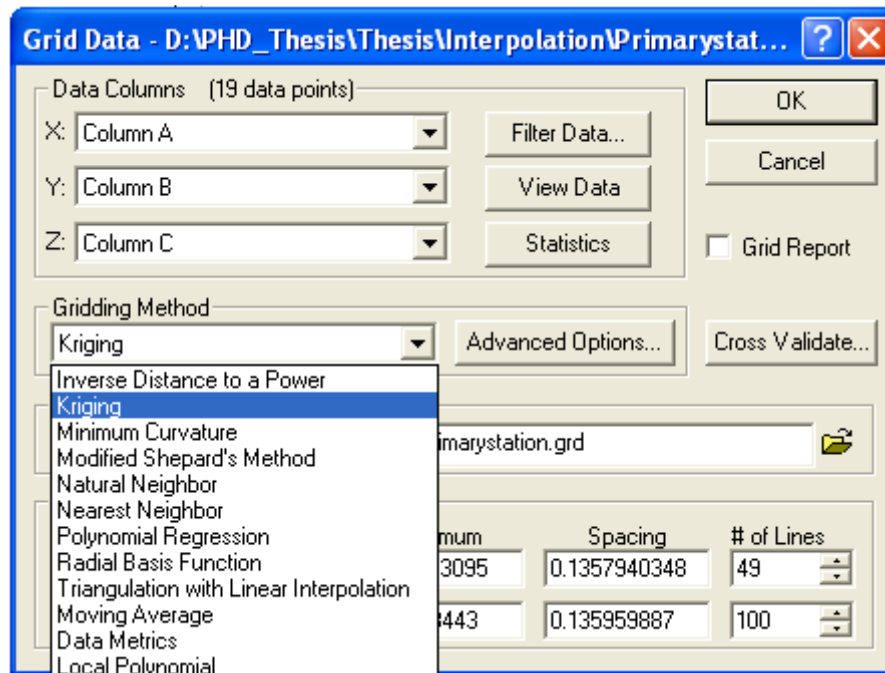 Grid Data - D:\PHD_Thesis\Thesis\Interpolation\Primarystat...
Data Columns (19 data points)
OK
X: Column A
Filter Data...
Cancel
Y: Column B
View Data
Z: Column C
Statistics
Grid Report
Gridding Method
Kriging
Advanced Options...
Cross Validate...
Inverse Distance to a Power
Kriging
Minimum Curvature
Modified Shepard's Method
Natural Neighbor
Nearest Neighbor
Polynomial Regression
Radial Basis Function
Triangulation with Linear Interpolation
Moving Average
Data Metrics
Local Polynomial
imarystation.grd
mum Spacing # of Lines
3095 0.1357940348 49
3443 0.135959887 100